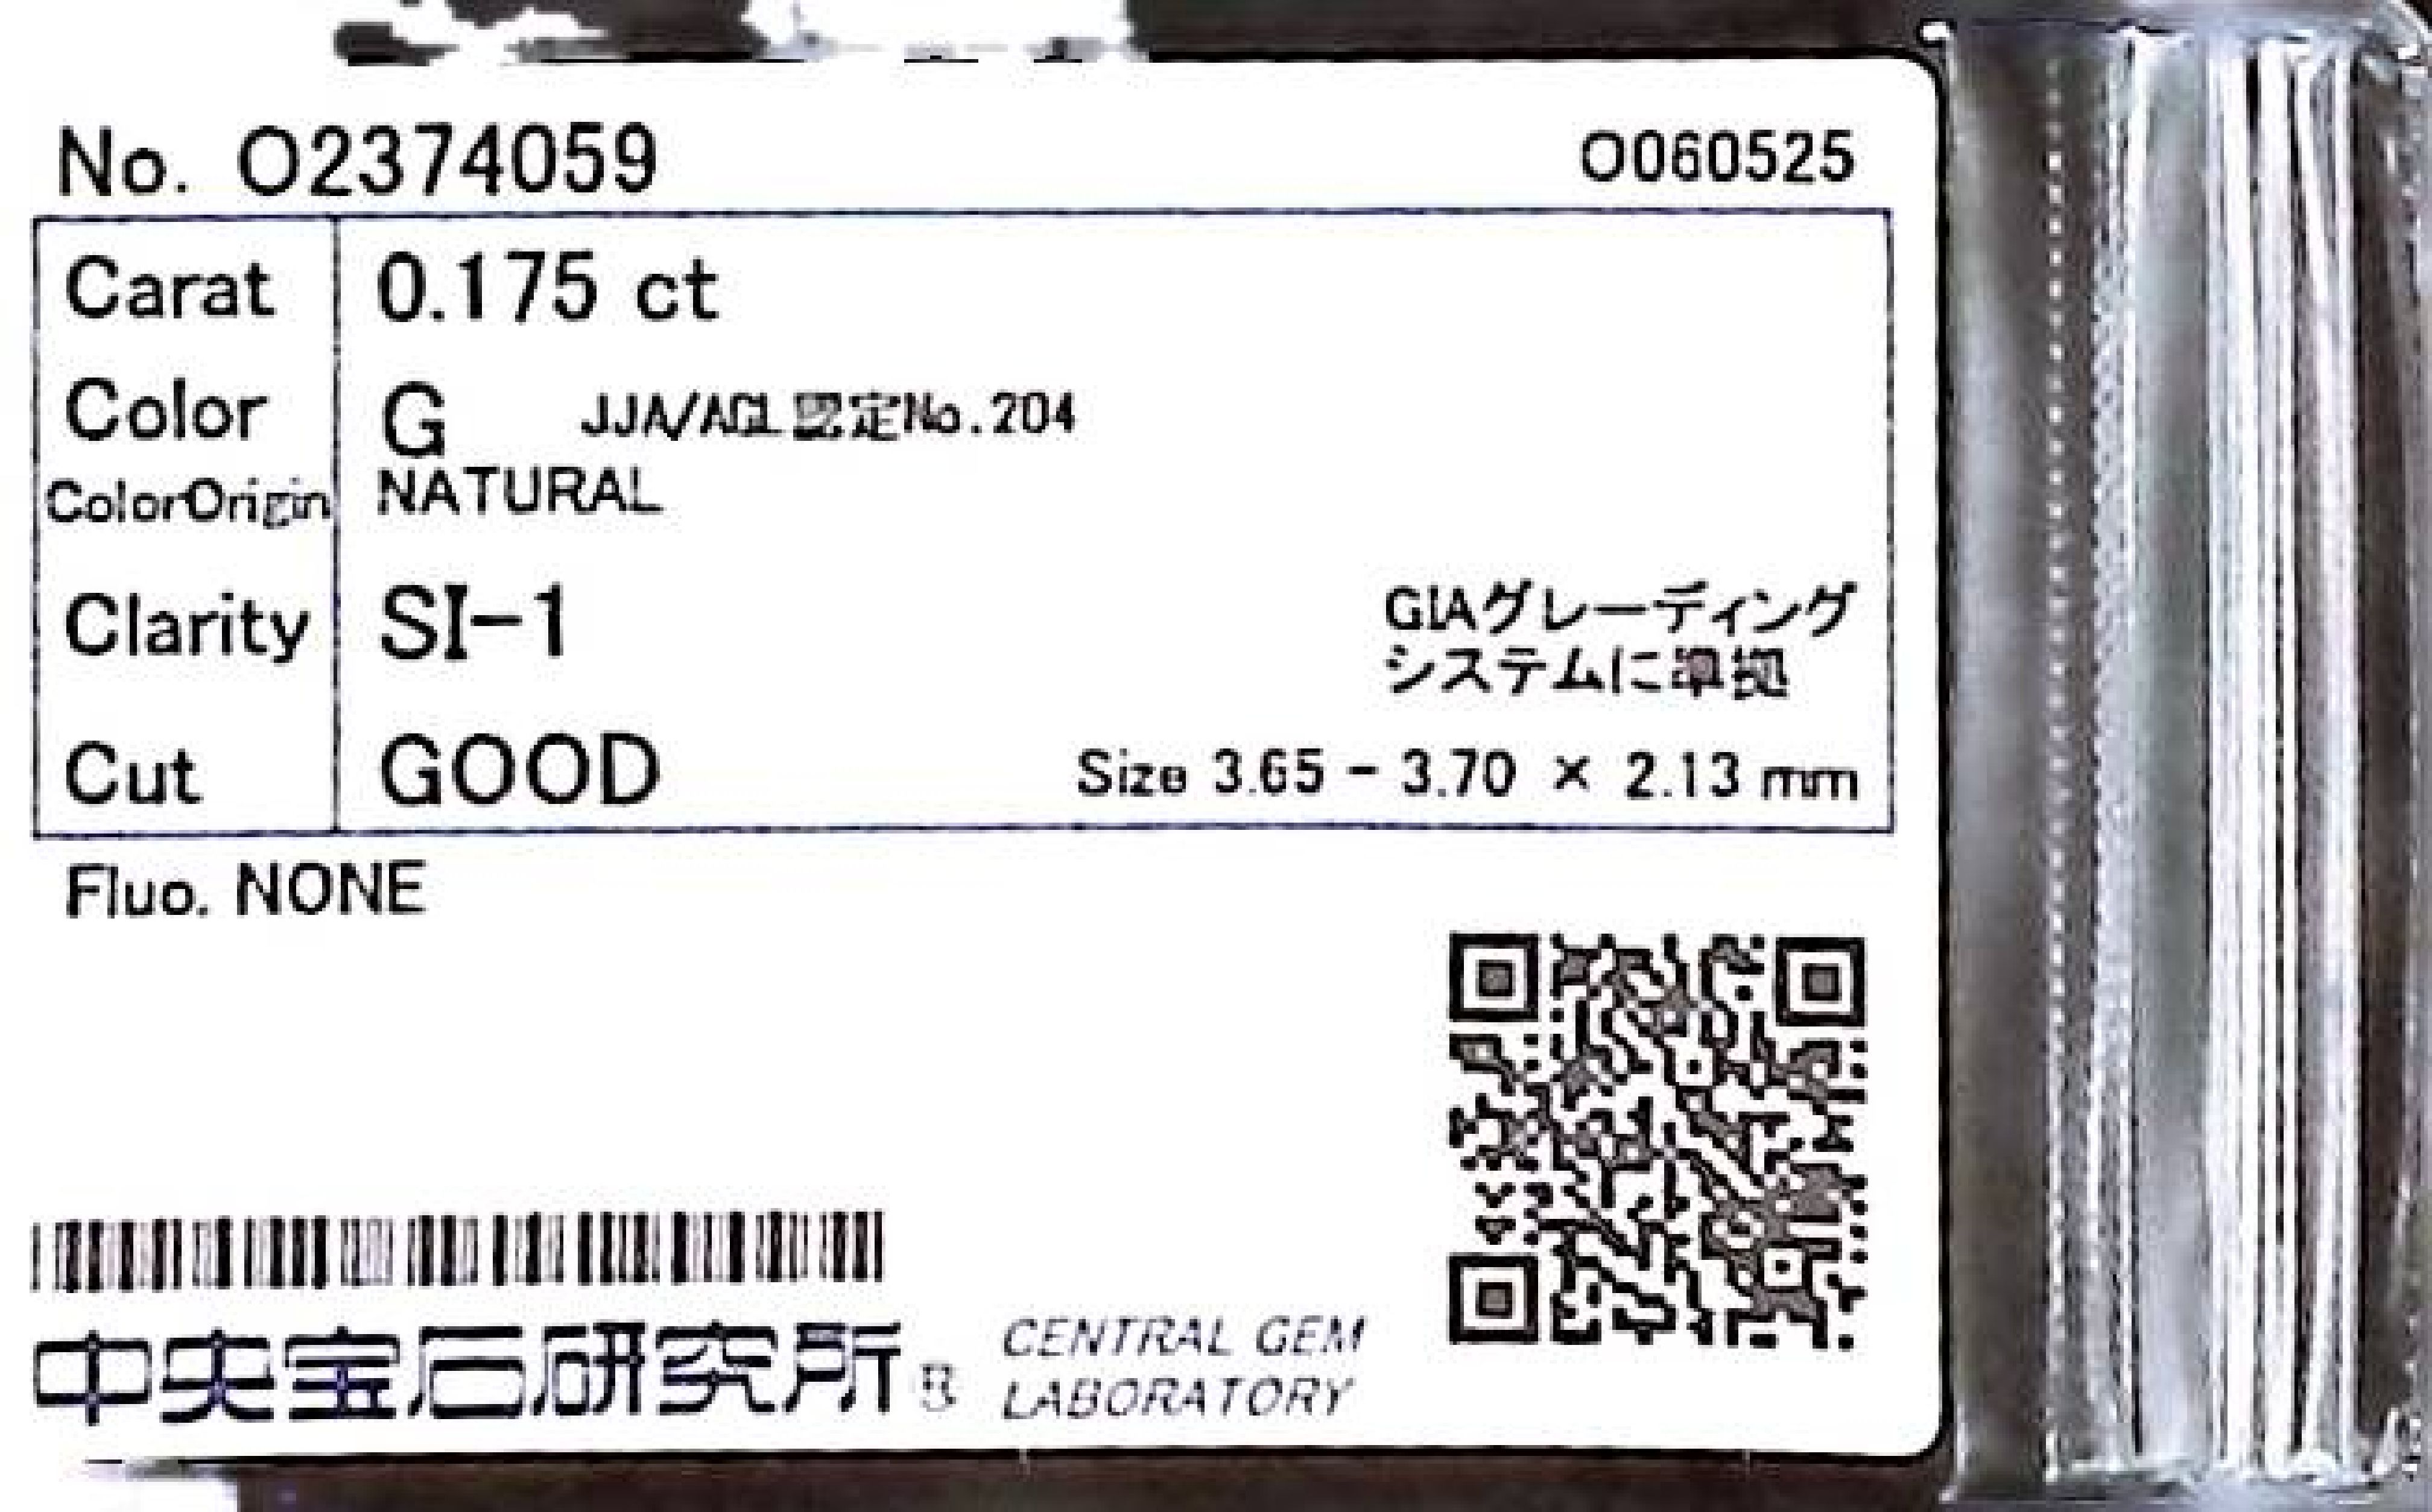 No. O2374059 O060525
Carat 0.175 ct
Color G JJA/AGL認定No.204
ColorOrigin NATURAL
Clarity SI-1 GIAグレーディング
システムに準拠
Cut GOOD Size 3.65 - 3.70 × 2.13 mm
Fluo. NONE
中央宝石研究所® CENTRAL GEM
LABORATORY